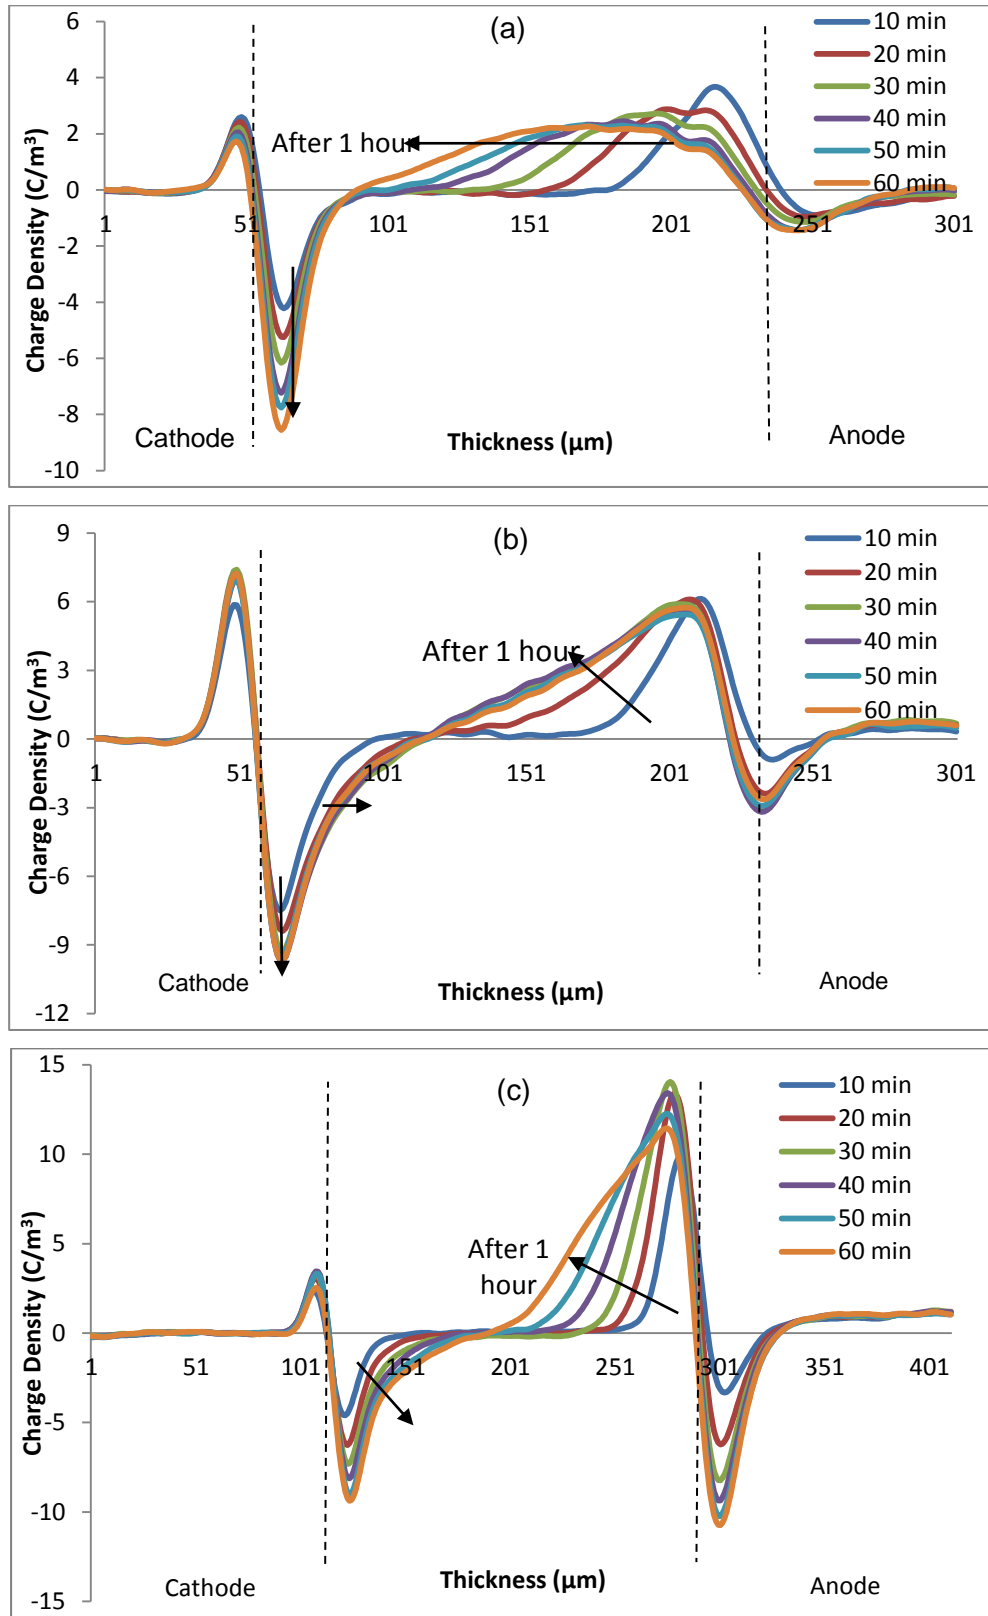 (a)
6
4
2
0
-2
-4
-6
-8
-10
Charge Density (C/m³)
10 min
20 min
30 min
40 min
50 min
60 min
After 1 hour
1 51 101 151 201 251 301
Cathode
Thickness (μm)
Anode
(b)
9
6
3
0
-3
-6
-9
-12
Charge Density (C/m³)
10 min
20 min
30 min
40 min
50 min
60 min
After 1 hour
1 51 101 151 201 251 301
Cathode
Thickness (μm)
Anode
(c)
15
10
5
0
-5
-10
-15
Charge Density (C/m³)
10 min
20 min
30 min
40 min
50 min
60 min
After 1
hour
1 51 101 151 201 251 301 351 401
Cathode
Thickness (μm)
Anode